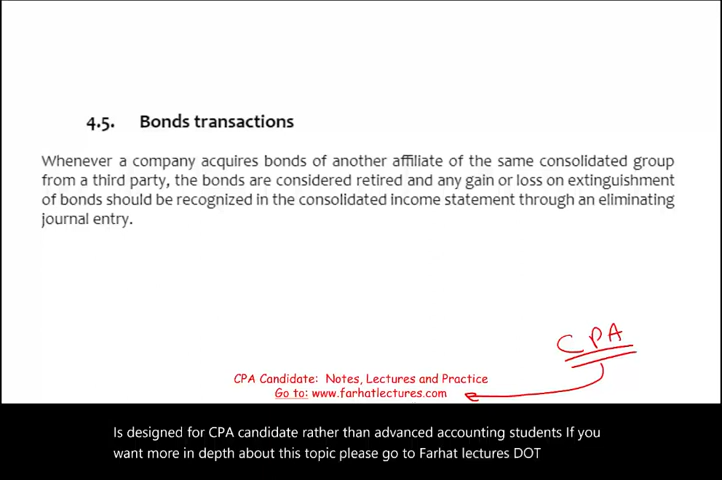 4.5. Bonds transactions
Whenever a company acquires bonds of another affiliate of the same consolidated group
from a third party, the bonds are considered retired and any gain or loss on extinguishment
of bonds should be recognized in the consolidated income statement through an eliminating
journal entry.
CPA
CPA Candidate: Notes, Lectures and Practice
Go to: www.farhatlectures.com
Is designed for CPA candidate rather than advanced accounting students If you
want more in depth about this topic please go to Farhat lectures DOT